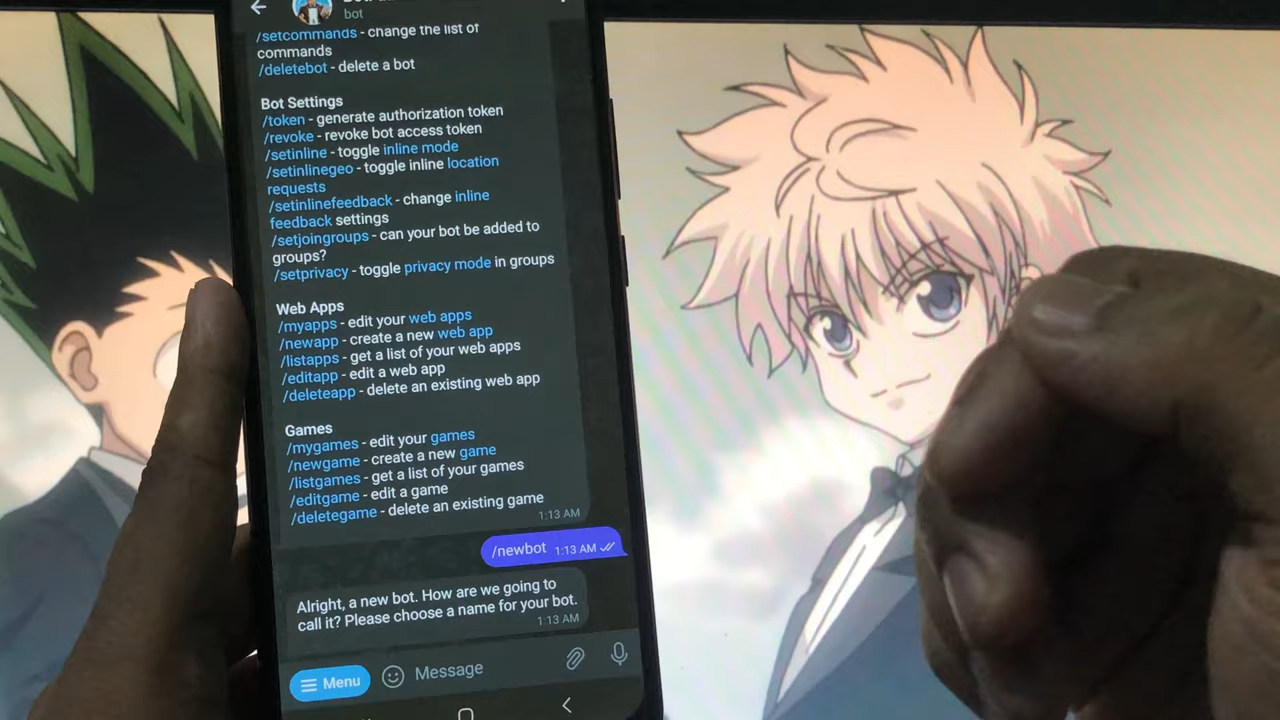 bot
/setcommands - change the list of
commands
/deletebot - delete a bot
Bot Settings
/token - generate authorization token
/revoke - revoke bot access token
/setinline - toggle inline mode
/setinlinegeo - toggle inline location
requests
/setinlinefeedback - change inline
feedback settings
/setjoingroups - can your bot be added to
groups?
/setprivacy - toggle privacy mode in groups
Web Apps
/myapps - edit your web apps
/newapp - create a new web app
/listapps - get a list of your web apps
/editapp - edit a web app
/deleteapp - delete an existing web app
Games
/mygames - edit your games
/newgame - create a new game
/listgames - get a list of your games
/editgame - edit a game
/deletegame - delete an existing game
1:13 AM
/newbot 1:13 AM
Alright, a new bot. How are we going to
call it? Please choose a name for your bot.
1:13 AM
Menu Message